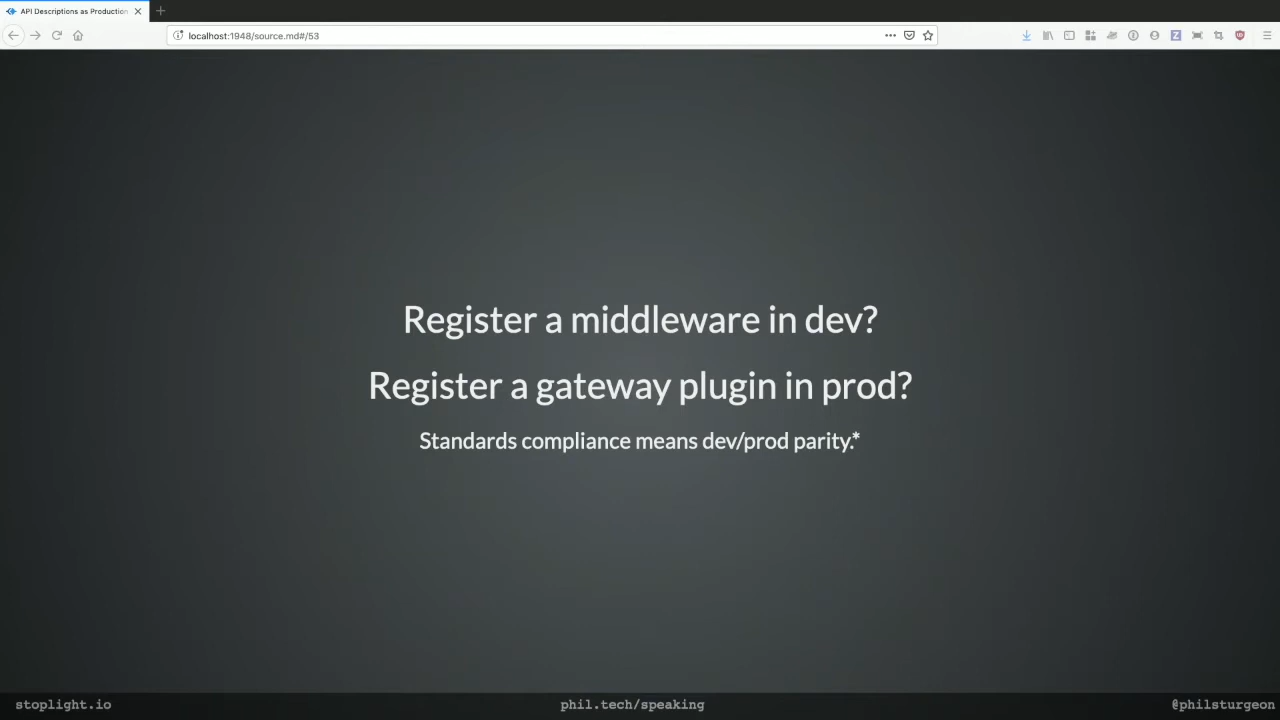 API Descriptions as Production
localhost:1948/source.md#/53
Register a middleware in dev?
Register a gateway plugin in prod?
Standards compliance means dev/prod parity.*
stoplight.io
phil.tech/speaking
@philsturgeon